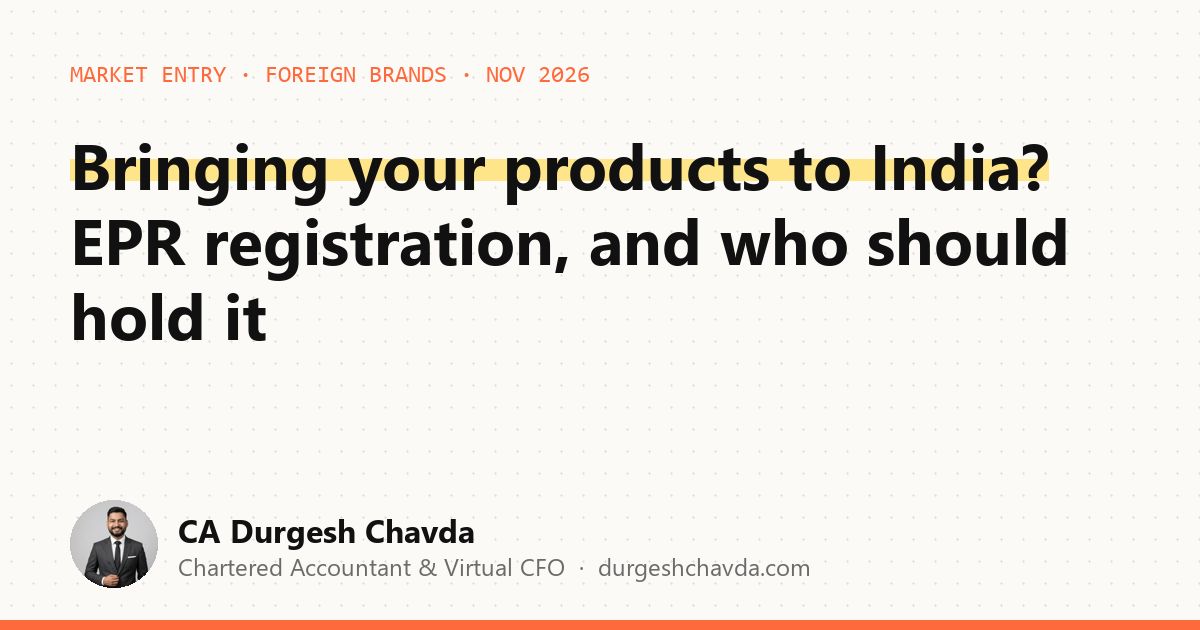 MARKET ENTRY · FOREIGN BRANDS · NOV 2026
Bringing your products to India?
EPR registration, and who should
hold it
CA Durgesh Chavda
Chartered Accountant & Virtual CFO · durgeshchavda.com